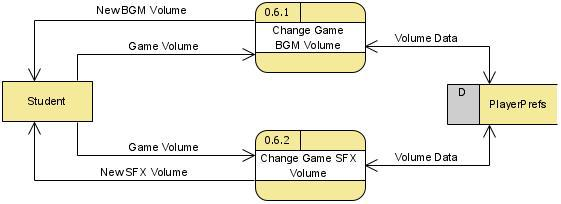 NewBGM Volume
0.6.1
Change Game
BGM Volume
Game Volume
Volume Data
Student
D
PlayerPrefs
0.6.2
Change Game SFX
Volume
Game Volume
NewSFX Volume
Volume Data